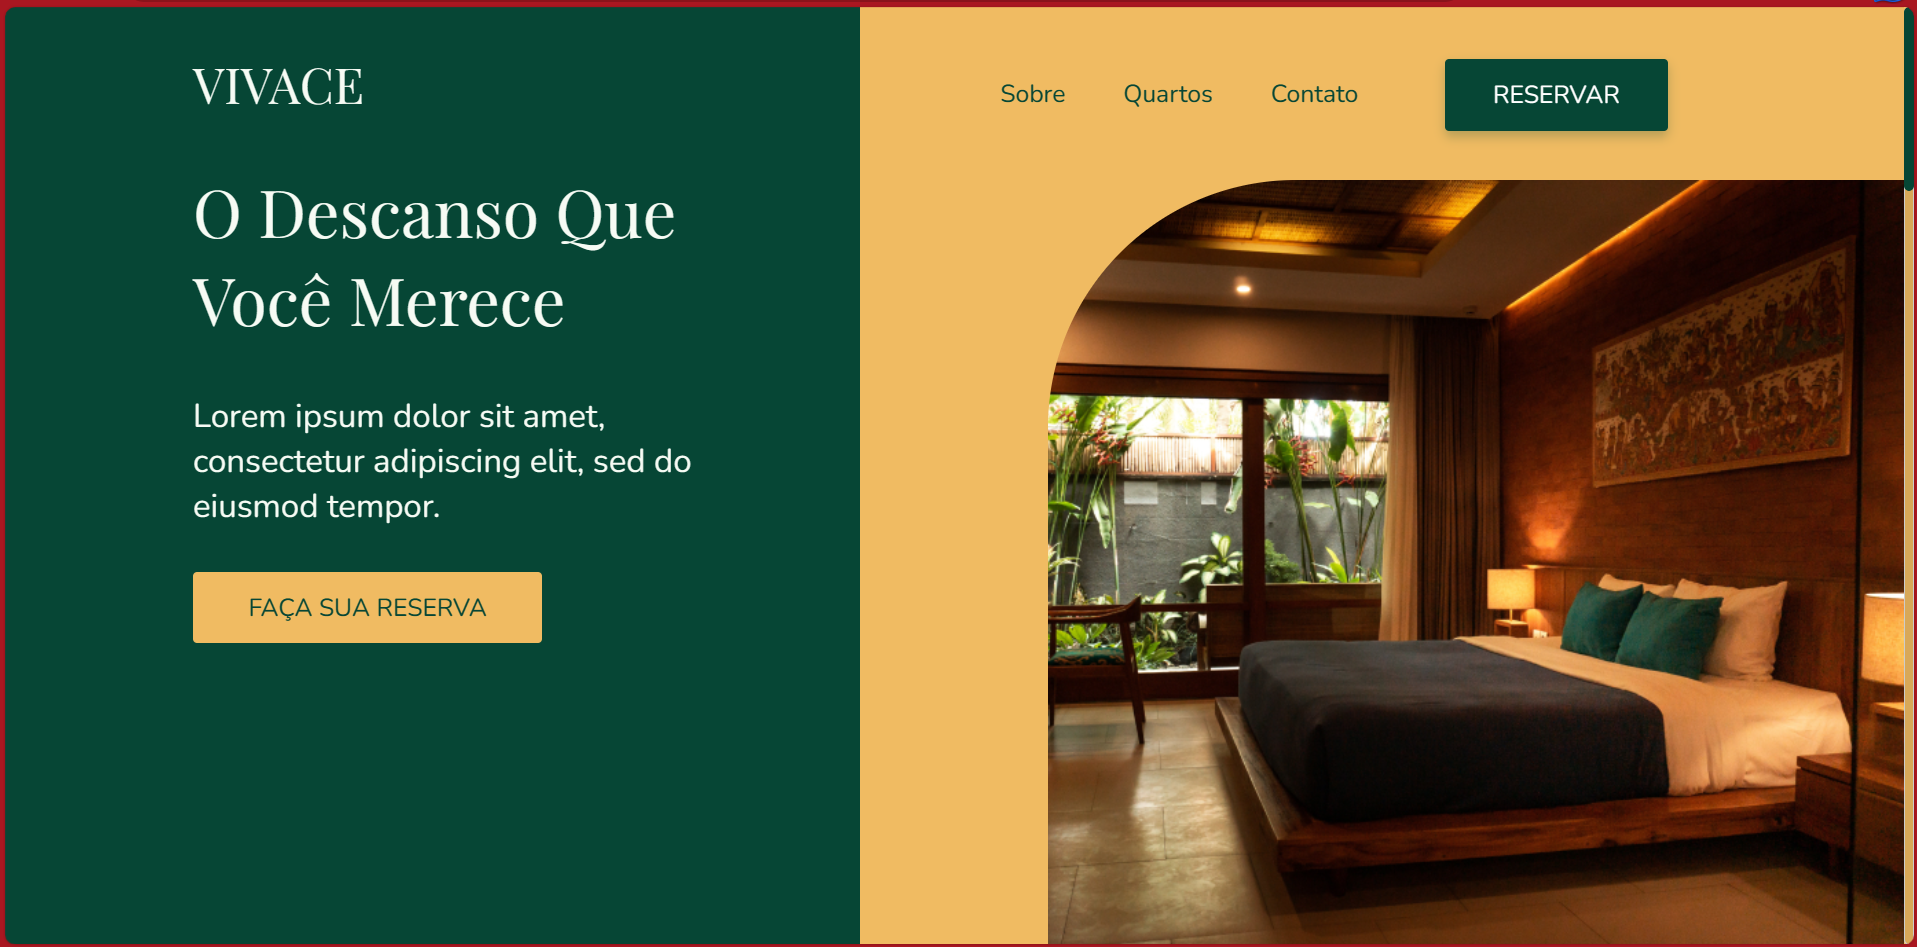 VIVACE
Sobre
Quartos
Contato
RESERVAR
O Descanso Que
Você Merece
Lorem ipsum dolor sit amet,
consectetur adipiscing elit, sed do
eiusmod tempor.
FAÇA SUA RESERVA